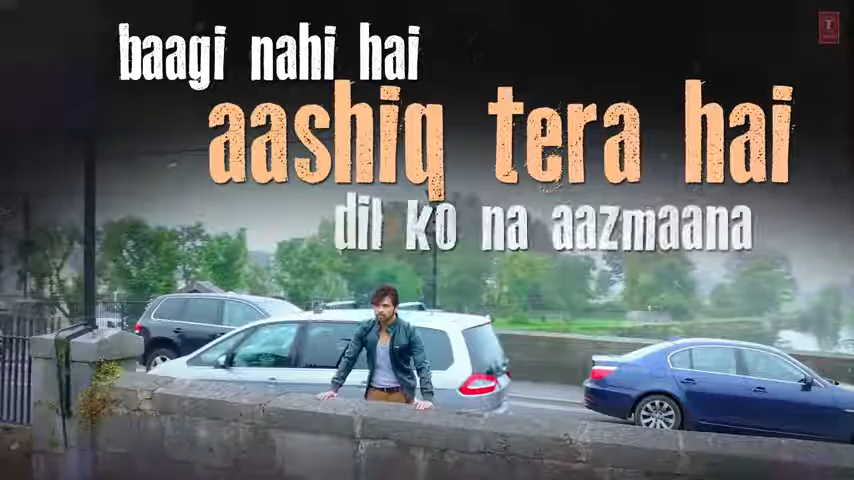 baagi nahi hai
aashiq tera hai
dil ko na aazmaana